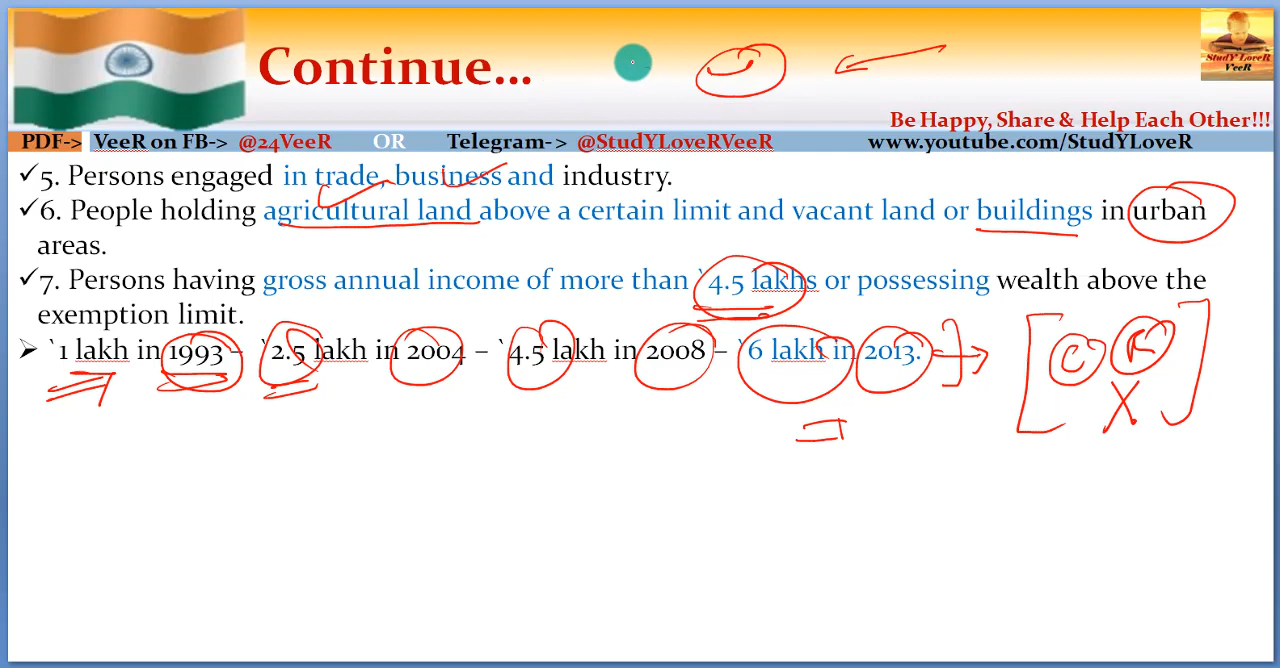 Continue...
StudY LoveR
VeeR
Be Happy, Share & Help Each Other!!!
PDF-> VeeR on FB-> @24VeeR OR Telegram-> @StudYLoveRVeeR www.youtube.com/StudYLoveR
✓5. Persons engaged in trade, business and industry.
✓6. People holding agricultural land above a certain limit and vacant land or buildings in urban
areas.
✓7. Persons having gross annual income of more than `4.5 lakhs or possessing wealth above the
exemption limit.
➢ `1 lakh in 1993 – `2.5 lakh in 2004 – `4.5 lakh in 2008 – `6 lakh in 2013.
C R
X